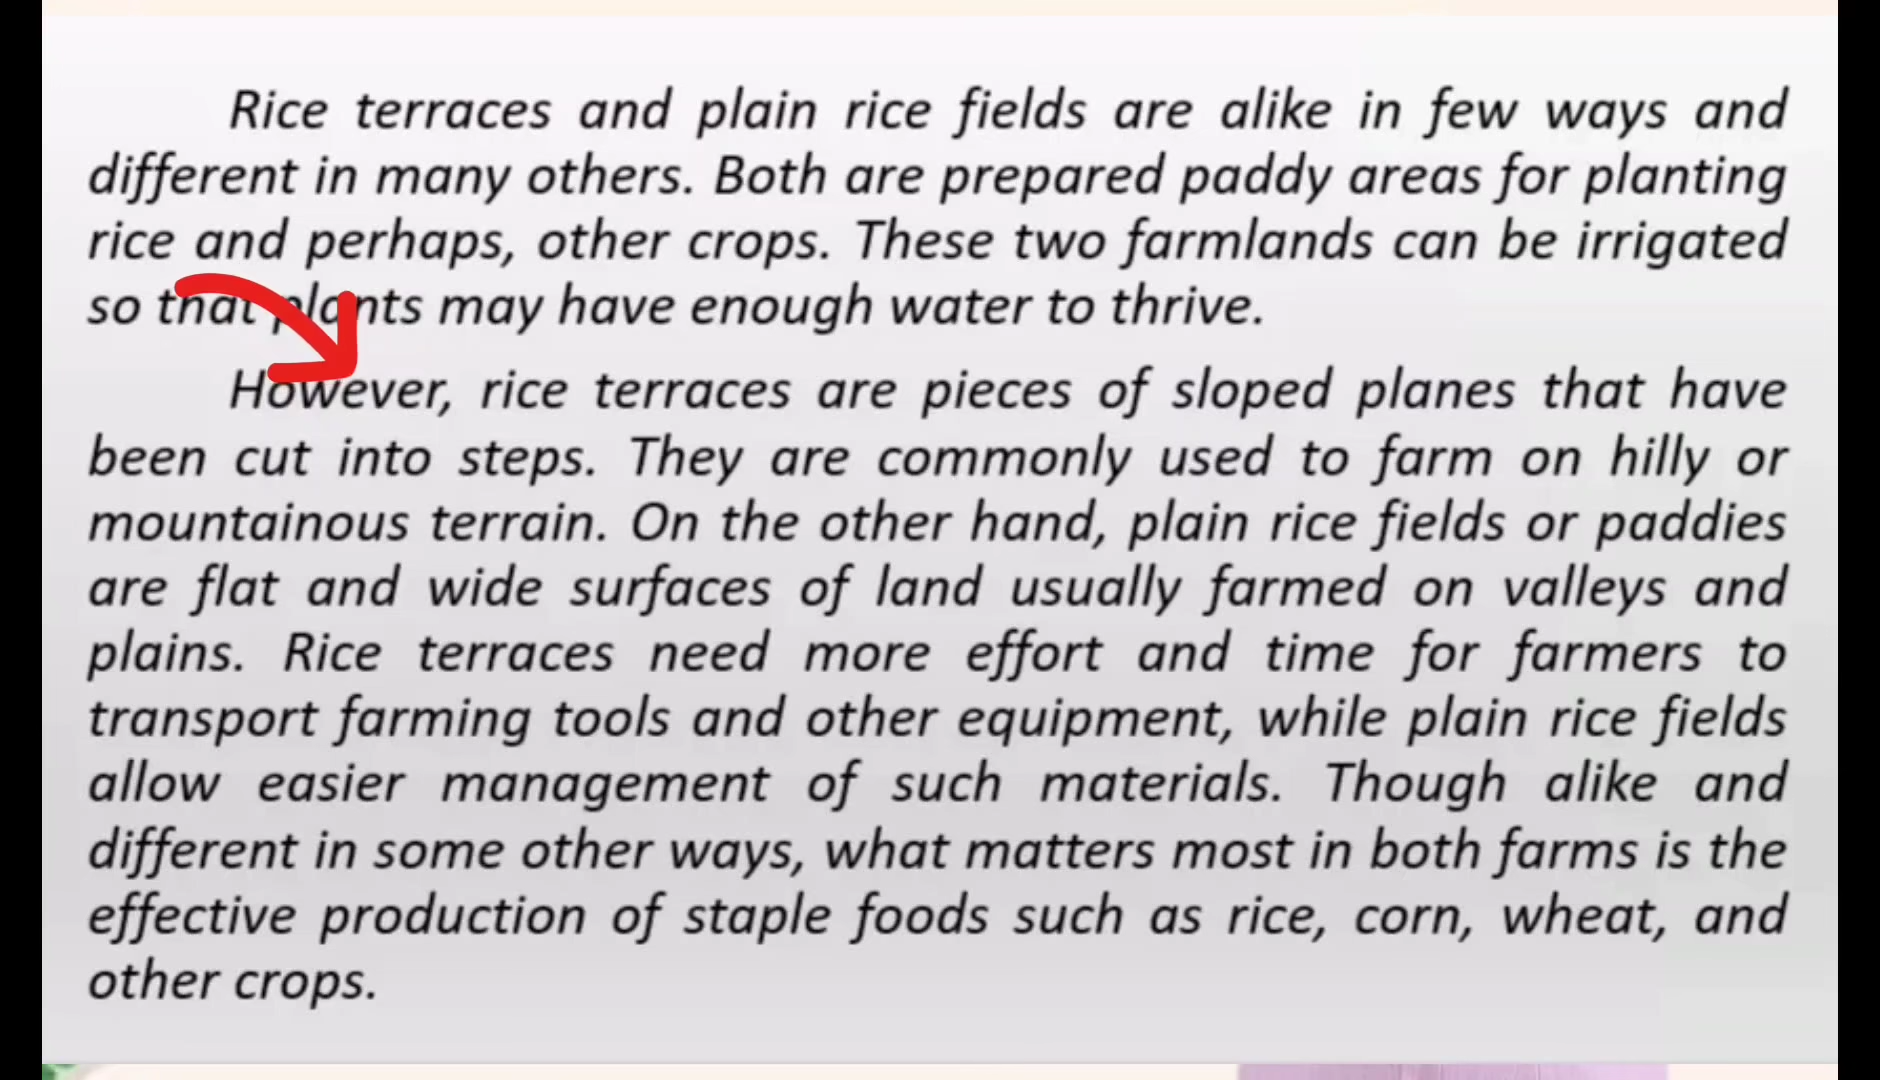 Rice terraces and plain rice fields are alike in few ways and
different in many others. Both are prepared paddy areas for planting
rice and perhaps, other crops. These two farmlands can be irrigated
so that plants may have enough water to thrive.
However, rice terraces are pieces of sloped planes that have
been cut into steps. They are commonly used to farm on hilly or
mountainous terrain. On the other hand, plain rice fields or paddies
are flat and wide surfaces of land usually farmed on valleys and
plains. Rice terraces need more effort and time for farmers to
transport farming tools and other equipment, while plain rice fields
allow easier management of such materials. Though alike and
different in some other ways, what matters most in both farms is the
effective production of staple foods such as rice, corn, wheat, and
other crops.